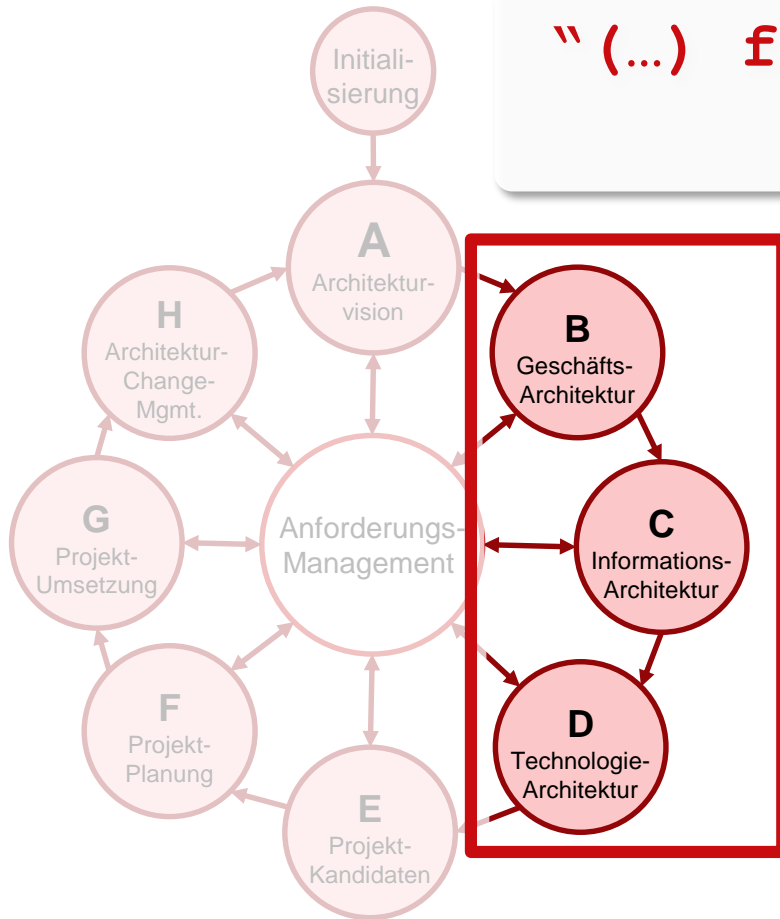 "(…) f
Initiali-
sierung
A
Architektur-
vision
B
Geschäfts-
Architektur
H
Architektur-
Change-
Mgmt.
C
Informations-
Architektur
Anforderungs-
Management
G
Projekt-
Umsetzung
D
Technologie-
Architektur
F
Projekt-
Planung
E
Projekt-
Kandidaten